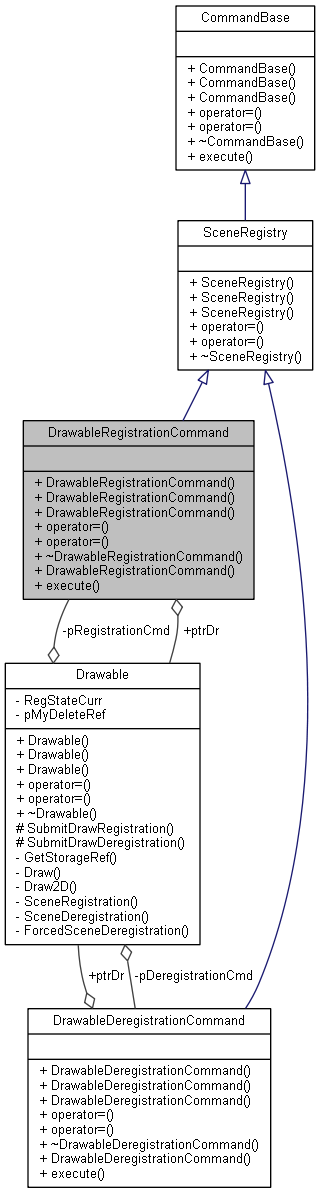 CommandBase
+ CommandBase()
+ CommandBase()
+ CommandBase()
+ operator=()
+ operator=()
+ ~CommandBase()
+ execute()
SceneRegistry
+ SceneRegistry()
+ SceneRegistry()
+ SceneRegistry()
+ operator=()
+ operator=()
+ ~SceneRegistry()
DrawableRegistrationCommand
+ DrawableRegistrationCommand()
+ DrawableRegistrationCommand()
+ DrawableRegistrationCommand()
+ operator=()
+ operator=()
+ ~DrawableRegistrationCommand()
+ DrawableRegistrationCommand()
+ execute()
-pRegistrationCmd
+ptrDr
Drawable
- RegStateCurr
- pMyDeleteRef
+ Drawable()
+ Drawable()
+ Drawable()
+ operator=()
+ operator=()
+ ~Drawable()
# SubmitDrawRegistration()
# SubmitDrawDeregistration()
- GetStorageRef()
- Draw()
- Draw2D()
- SceneRegistration()
- SceneDeregistration()
- ForcedSceneDeregistration()
+ptrDr
-pDeregistrationCmd
DrawableDeregistrationCommand
+ DrawableDeregistrationCommand()
+ DrawableDeregistrationCommand()
+ DrawableDeregistrationCommand()
+ operator=()
+ operator=()
+ ~DrawableDeregistrationCommand()
+ DrawableDeregistrationCommand()
+ execute()